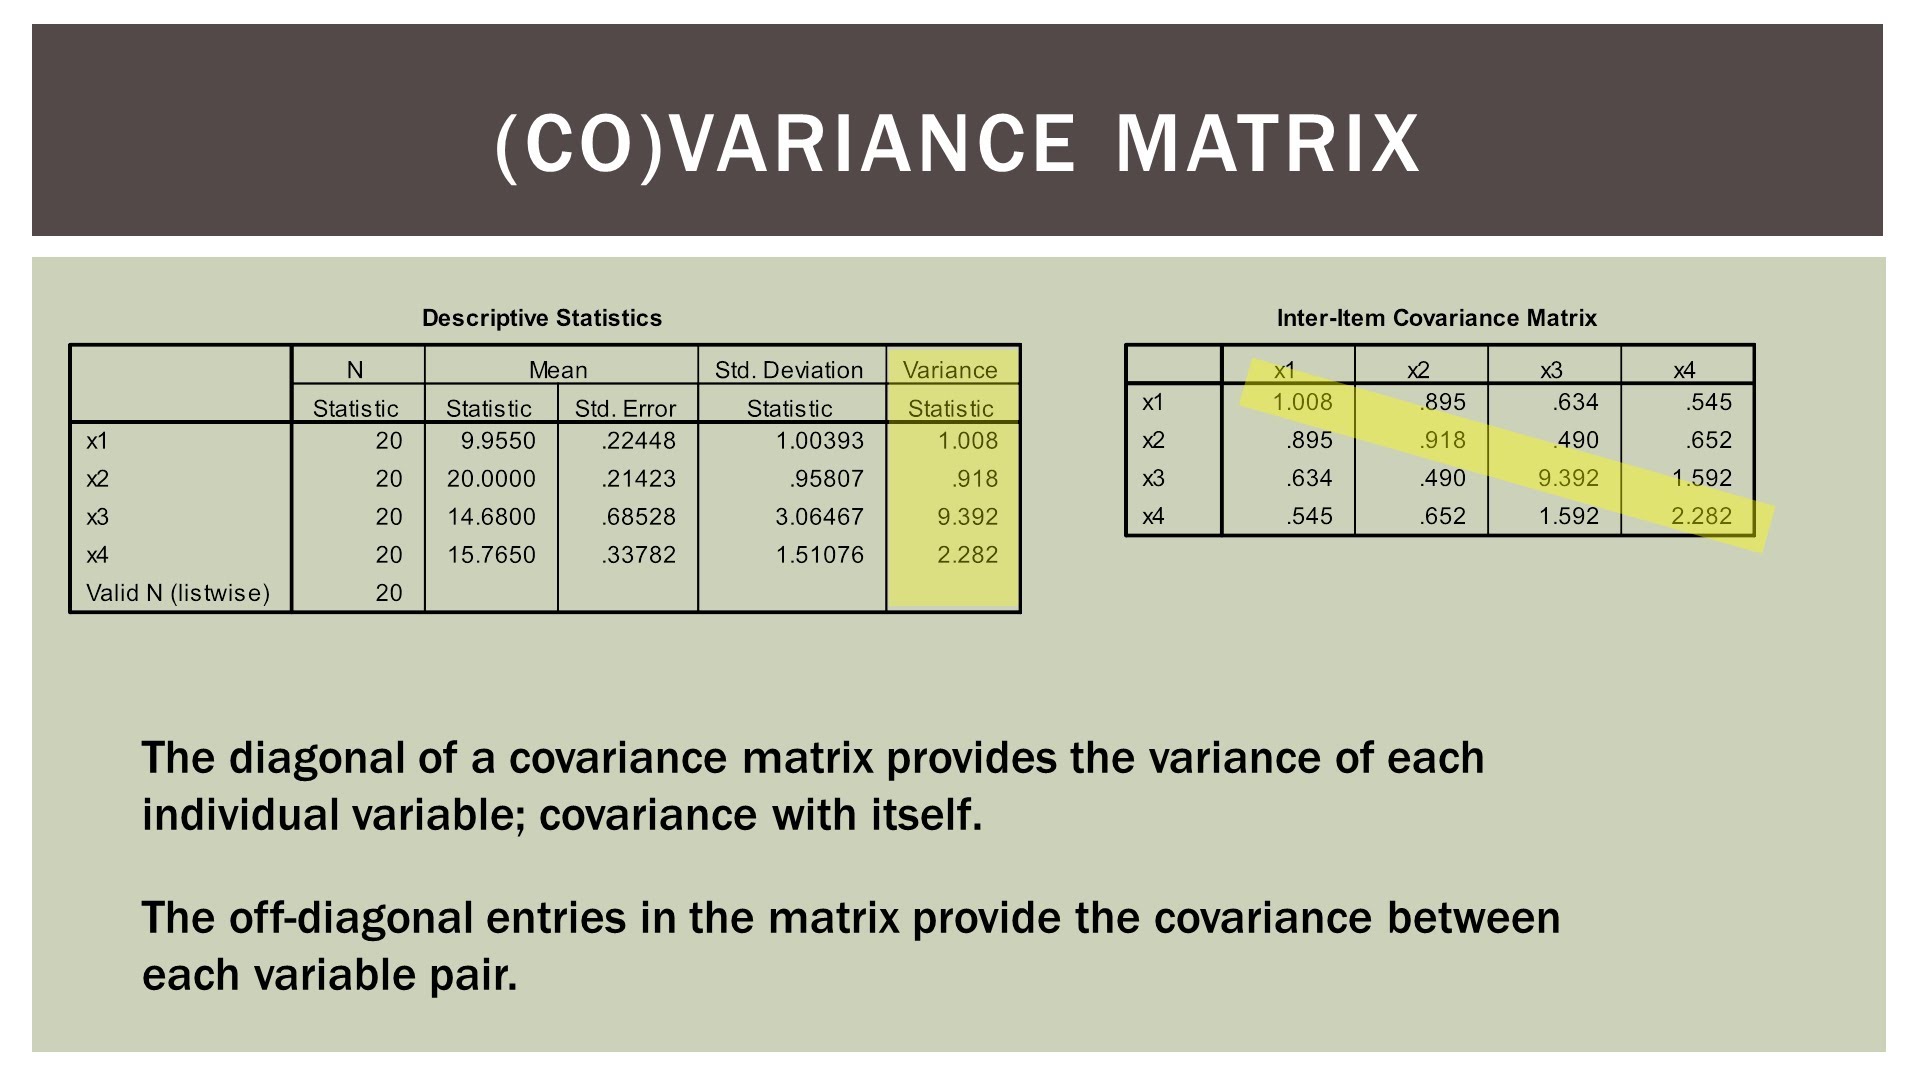 (CO)VARIANCE MATRIX
Descriptive Statistics
N Mean Std. Deviation Variance
Statistic Statistic Std. Error Statistic Statistic
x1 20 9.9550 .22448 1.00393 1.008
x2 20 20.0000 .21423 .95807 .918
x3 20 14.6800 .68528 3.06467 9.392
x4 20 15.7650 .33782 1.51076 2.282
Valid N (listwise) 20
Inter-Item Covariance Matrix
x1 x2 x3 x4
x1 1.008 .895 .634 .545
x2 .895 .918 .490 .652
x3 .634 .490 9.392 1.592
x4 .545 .652 1.592 2.282
The diagonal of a covariance matrix provides the variance of each
individual variable; covariance with itself.
The off-diagonal entries in the matrix provide the covariance between
each variable pair.